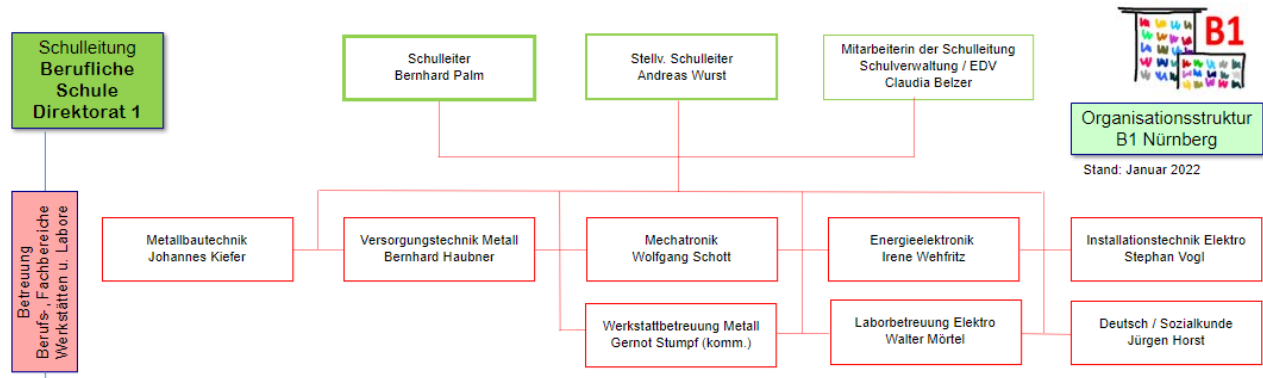 Schulleitung
Berufliche
Schule
Direktorat 1
Schulleiter
Bernhard Palm
Stellv. Schulleiter
Andreas Wurst
Mitarbeiterin der Schulleitung
Schulverwaltung / EDV
Claudia Belzer
B1
Organisationsstruktur
B1 Nürnberg
Stand: Januar 2022
Betreuung
Berufs-, Fachbereiche
Werkstätten u. Labore
Metallbautechnik
Johannes Kiefer
Versorgungstechnik Metall
Bernhard Haubner
Mechatronik
Wolfgang Schott
Energieelektronik
Irene Wehfritz
Installationstechnik Elektro
Stephan Vogl
Werkstattbetreuung Metall
Gernot Stumpf (komm.)
Laborbetreuung Elektro
Walter Mörtel
Deutsch / Sozialkunde
Jürgen Horst